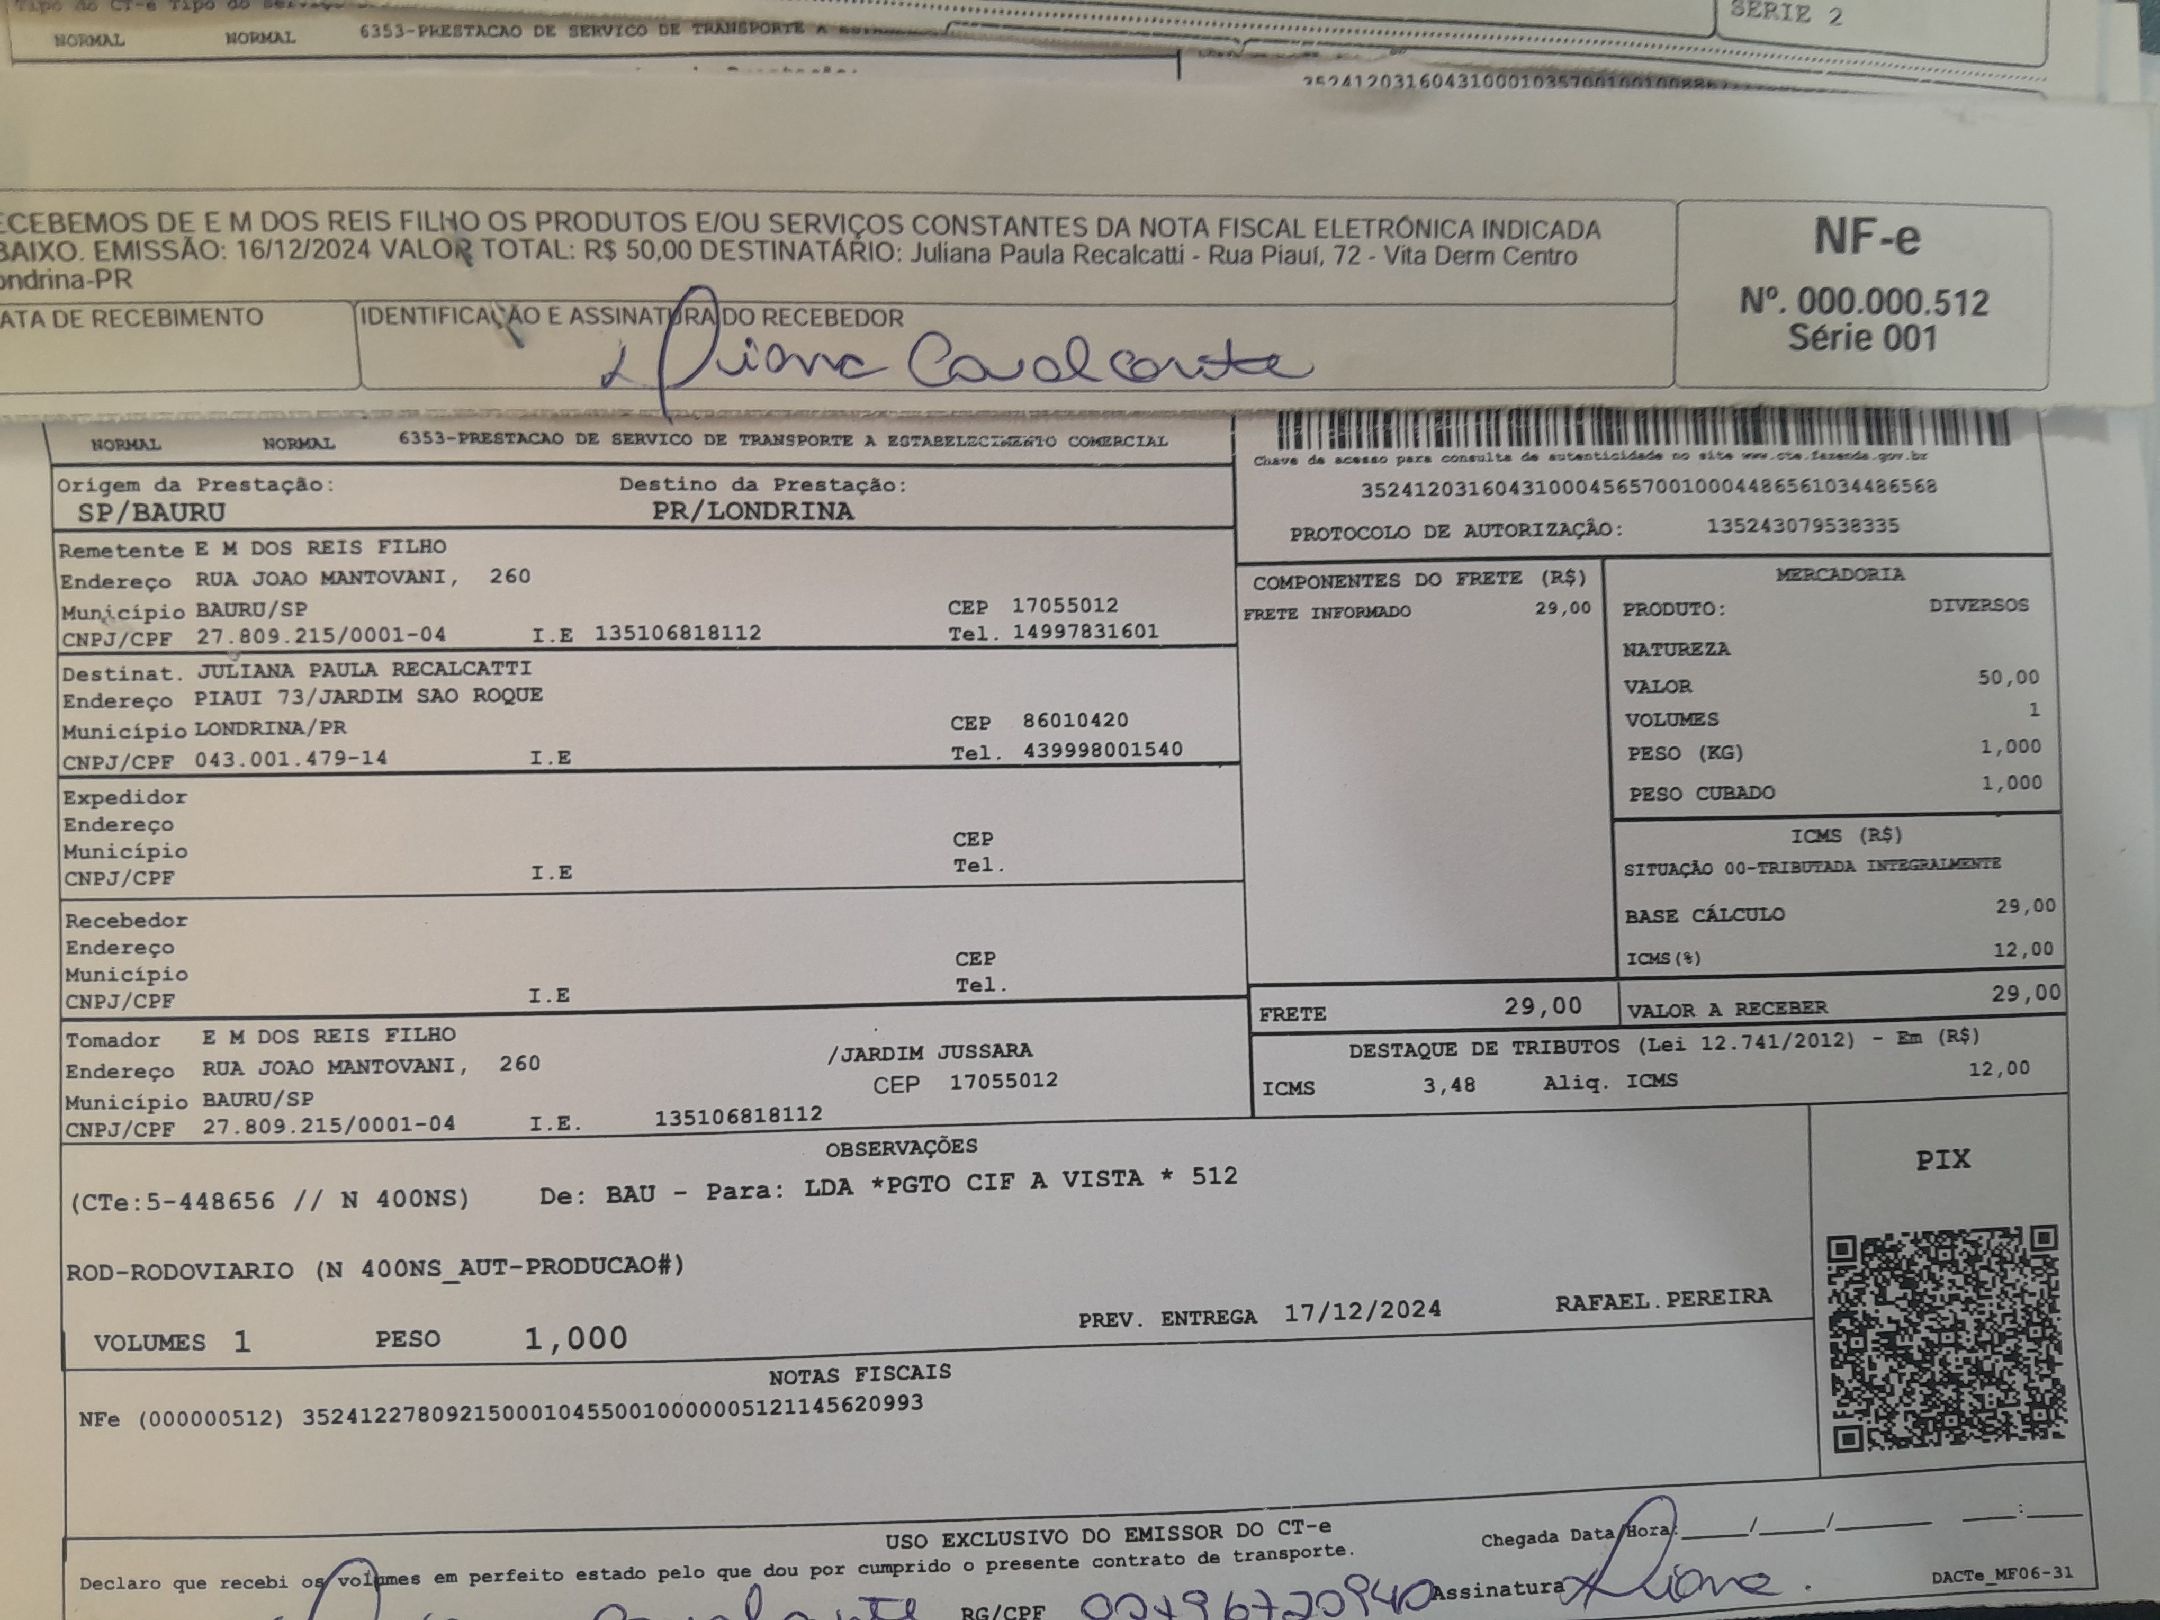 Tipo do CT-e Tipo do
SERIE 2
NORMAL NORMAL 6353-PRESTACAO DE SERVICO DE TRANSPORTE A
ECEBEMOS DE E M DOS REIS FILHO OS PRODUTOS E/OU SERVIÇOS CONSTANTES DA NOTA FISCAL ELETRÔNICA INDICADA
BAIXO. EMISSÃO: 16/12/2024 VALOR TOTAL: R$ 50,00 DESTINATÁRIO: Juliana Paula Recalcatti - Rua Piauí, 72 - Vita Derm Centro
ondrina-PR
NF-e
Nº. 000.000.512
Série 001
ATA DE RECEBIMENTO
IDENTIFICAÇÃO E ASSINATURA DO RECEBEDOR
Diana Cavalcante
NORMAL NORMAL 6353-PRESTACAO DE SERVICO DE TRANSPORTE A ESTABELECIMENTO COMERCIAL
Chave de acesso para consulta de autenticidade no site www.cte.fazenda.gov.br
35241203160431000456570010004486561034486568
PROTOCOLO DE AUTORIZAÇÃO: 135243079538335
Origem da Prestação: Destino da Prestação:
SP/BAURU PR/LONDRINA
Remetente E M DOS REIS FILHO
Endereço RUA JOAO MANTOVANI, 260
Município BAURU/SP CEP 17055012
CNPJ/CPF 27.809.215/0001-04 I.E 135106818112 Tel. 14997831601
Destinat. JULIANA PAULA RECALCATTI
Endereço PIAUI 73/JARDIM SAO ROQUE
Município LONDRINA/PR CEP 86010420
CNPJ/CPF 043.001.479-14 I.E Tel. 439998001540
Expedidor
Endereço
Município CEP
CNPJ/CPF I.E Tel.
Recebedor
Endereço
Município CEP
CNPJ/CPF I.E Tel.
Tomador E M DOS REIS FILHO
Endereço RUA JOAO MANTOVANI, 260 /JARDIM JUSSARA
Município BAURU/SP CEP 17055012
CNPJ/CPF 27.809.215/0001-04 I.E. 135106818112
COMPONENTES DO FRETE (R$)
FRETE INFORMADO 29,00
MERCADORIA
PRODUTO: DIVERSOS
NATUREZA
VALOR 50,00
VOLUMES 1
PESO (KG) 1,000
PESO CUBADO 1,000
ICMS (R$)
SITUAÇÃO 00-TRIBUTADA INTEGRALMENTE
BASE CÁLCULO 29,00
ICMS(%) 12,00
FRETE 29,00 VALOR A RECEBER 29,00
DESTAQUE DE TRIBUTOS (Lei 12.741/2012) - Em (R$)
ICMS 3,48 Aliq. ICMS 12,00
OBSERVAÇÕES
(CTe:5-448656 // N 400NS) De: BAU - Para: LDA *PGTO CIF A VISTA * 512
ROD-RODOVIARIO (N 400NS_AUT-PRODUCAO#)
VOLUMES 1 PESO 1,000 PREV. ENTREGA 17/12/2024 RAFAEL.PEREIRA
PIX
NOTAS FISCAIS
NFe (000000512) 35241227809215000104550010000005121145620993
USO EXCLUSIVO DO EMISSOR DO CT-e
Chegada Data/Hora: ____/____/______ ___:___
Declaro que recebi os volumes em perfeito estado pelo que dou por cumprido o presente contrato de transporte.
RG/CPF Assinatura Diana
DACTe_MF06-31